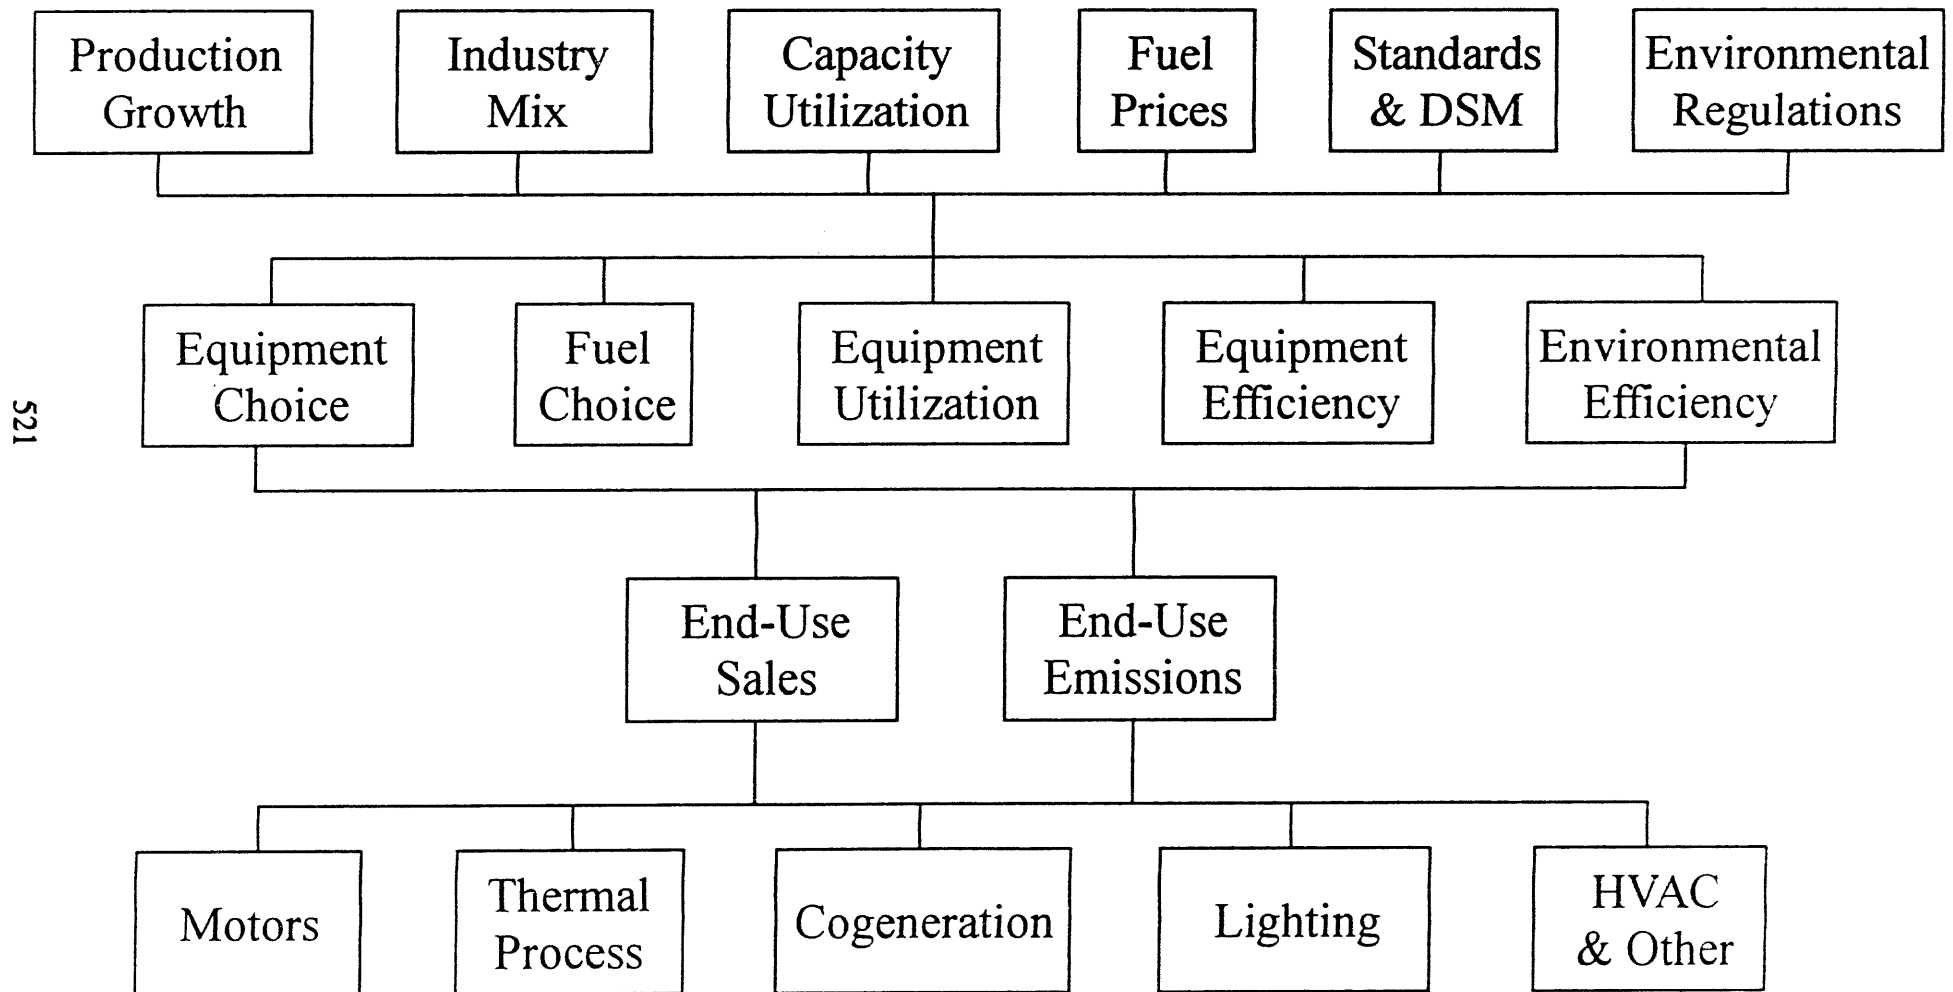 Production
Growth
Industry
Mix
Capacity
Utilization
Fuel
Prices
Standards
& DSM
Environmental
Regulations
Equipment
Choice
Fuel
Choice
Equipment
Utilization
Equipment
Efficiency
Environmental
Efficiency
521
End-Use
Sales
End-Use
Emissions
Motors
Thermal
Process
Cogeneration
Lighting
HVAC
& Other